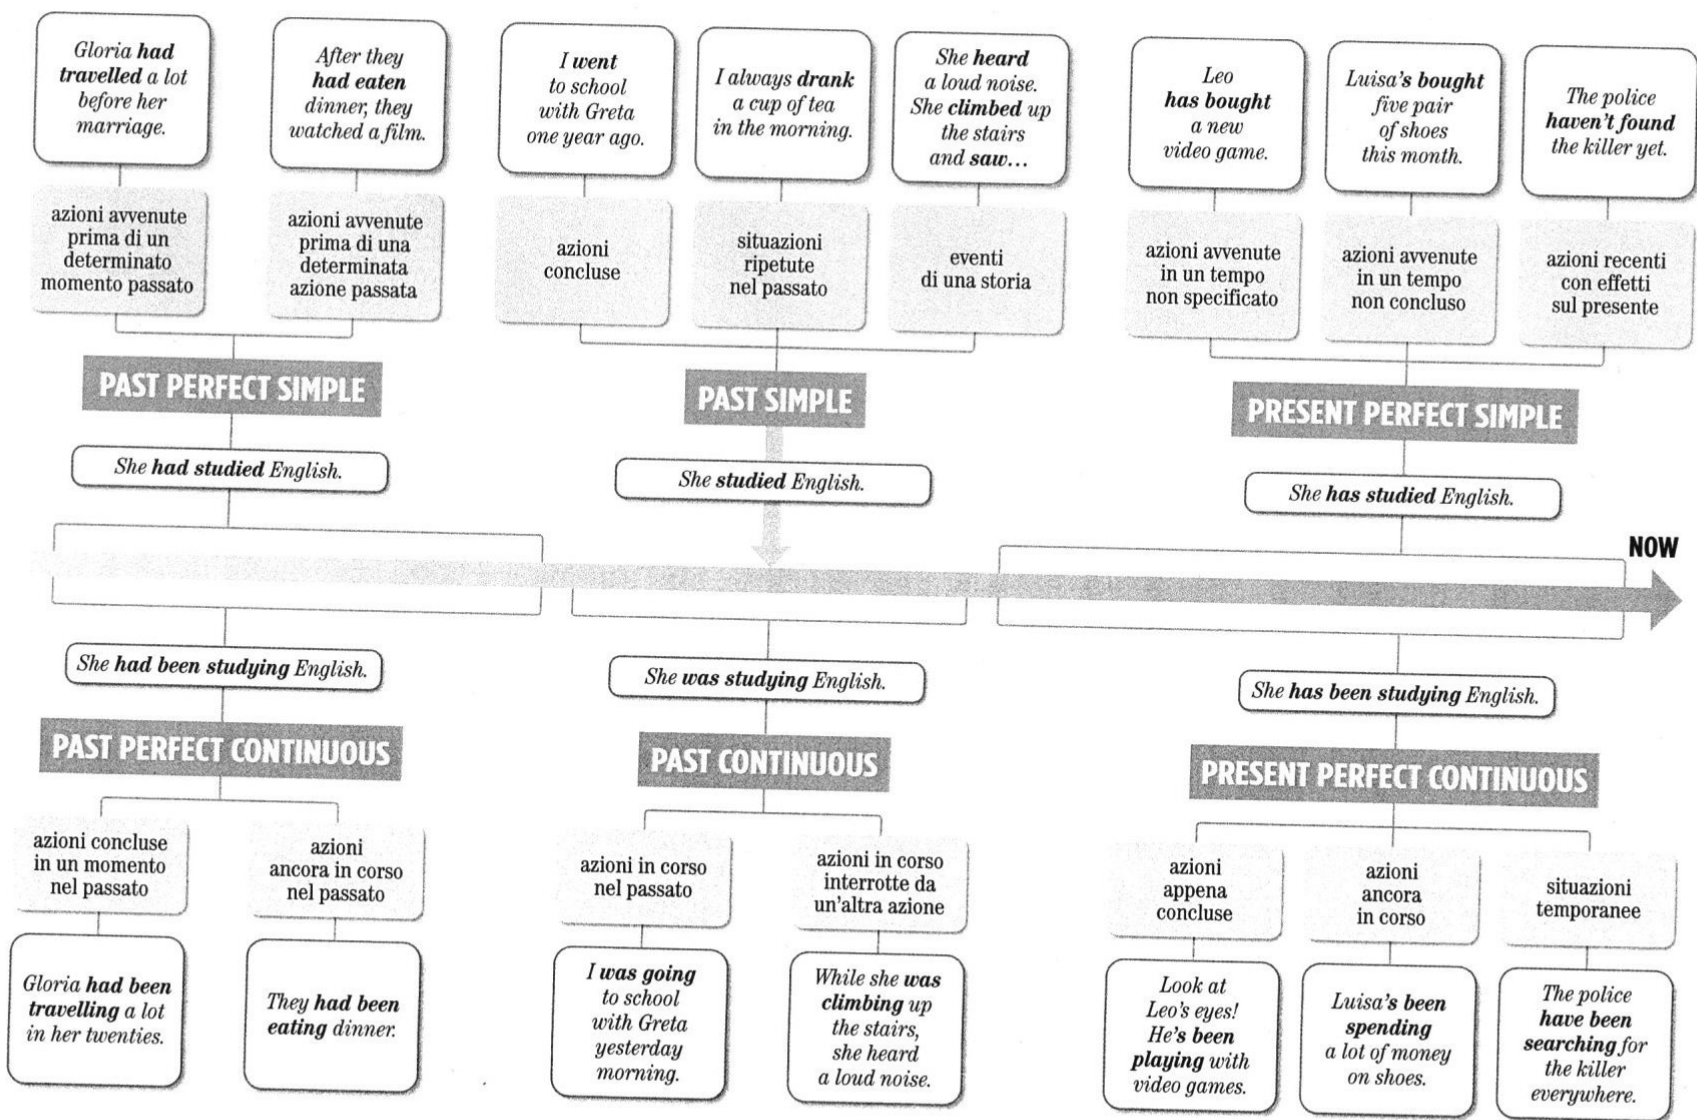 Gloria had
travelled a lot
before her
marriage.
After they
had eaten
dinner, they
watched a film.
I went
to school
with Greta
one year ago.
I always drank
a cup of tea
in the morning.
She heard
a loud noise.
She climbed up
the stairs
and saw...
Leo
has bought
a new
video game.
Luisa's bought
five pair
of shoes
this month.
The police
haven't found
the killer yet.
azioni avvenute
prima di un
determinato
momento passato
azioni avvenute
prima di una
determinata
azione passata
azioni
concluse
situazioni
ripetute
nel passato
eventi
di una storia
azioni avvenute
in un tempo
non specificato
azioni avvenute
in un tempo
non concluso
azioni recenti
con effetti
sul presente
PAST PERFECT SIMPLE
PAST SIMPLE
PRESENT PERFECT SIMPLE
She had studied English.
She studied English.
She has studied English.
NOW
She had been studying English.
She was studying English.
She has been studying English.
PAST PERFECT CONTINUOUS
PAST CONTINUOUS
PRESENT PERFECT CONTINUOUS
azioni concluse
in un momento
nel passato
azioni
ancora in corso
nel passato
azioni in corso
nel passato
azioni in corso
interrotte da
un'altra azione
azioni
appena
concluse
azioni
ancora
in corso
situazioni
temporanee
Gloria had been
travelling a lot
in her twenties.
They had been
eating dinner.
I was going
to school
with Greta
yesterday
morning.
While she was
climbing up
the stairs,
she heard
a loud noise.
Look at
Leo's eyes!
He's been
playing with
video games.
Luisa's been
spending
a lot of money
on shoes.
The police
have been
searching for
the killer
everywhere.